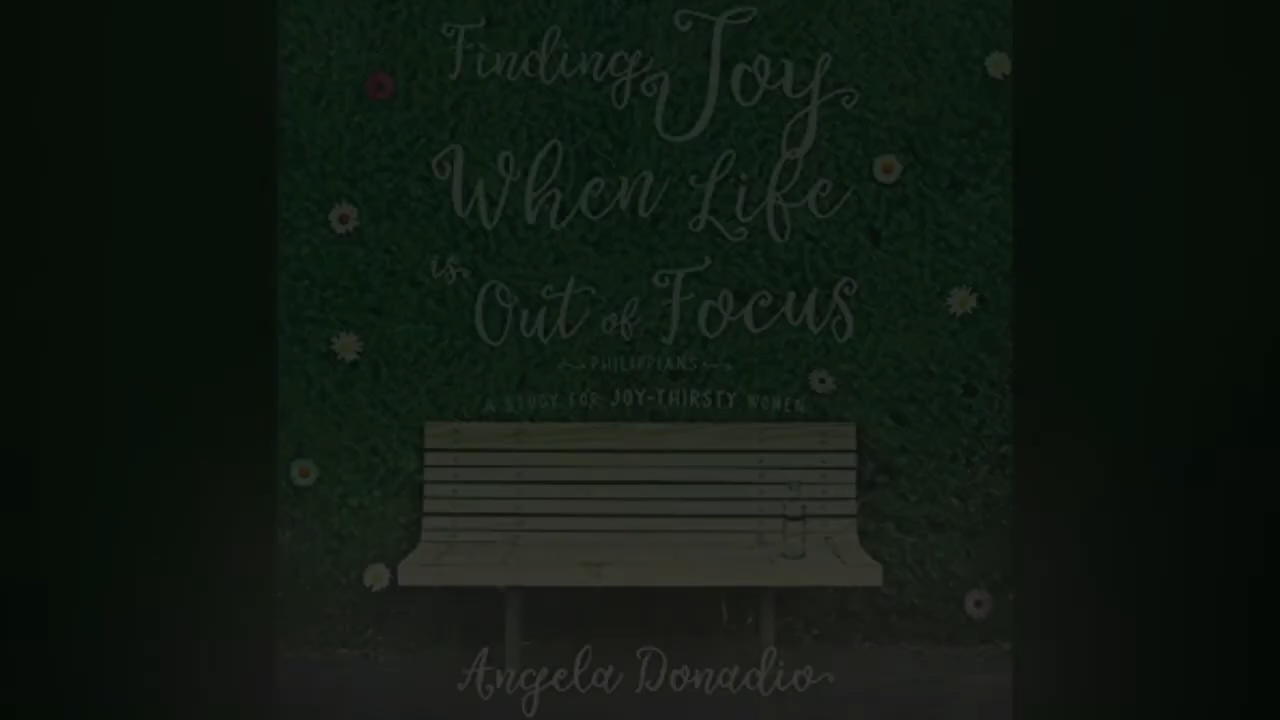 Finding Joy
When Life
is
Out of Focus
PHILIPPIANS
A STUDY FOR JOY-THIRSTY WOMEN
Angela Donadio